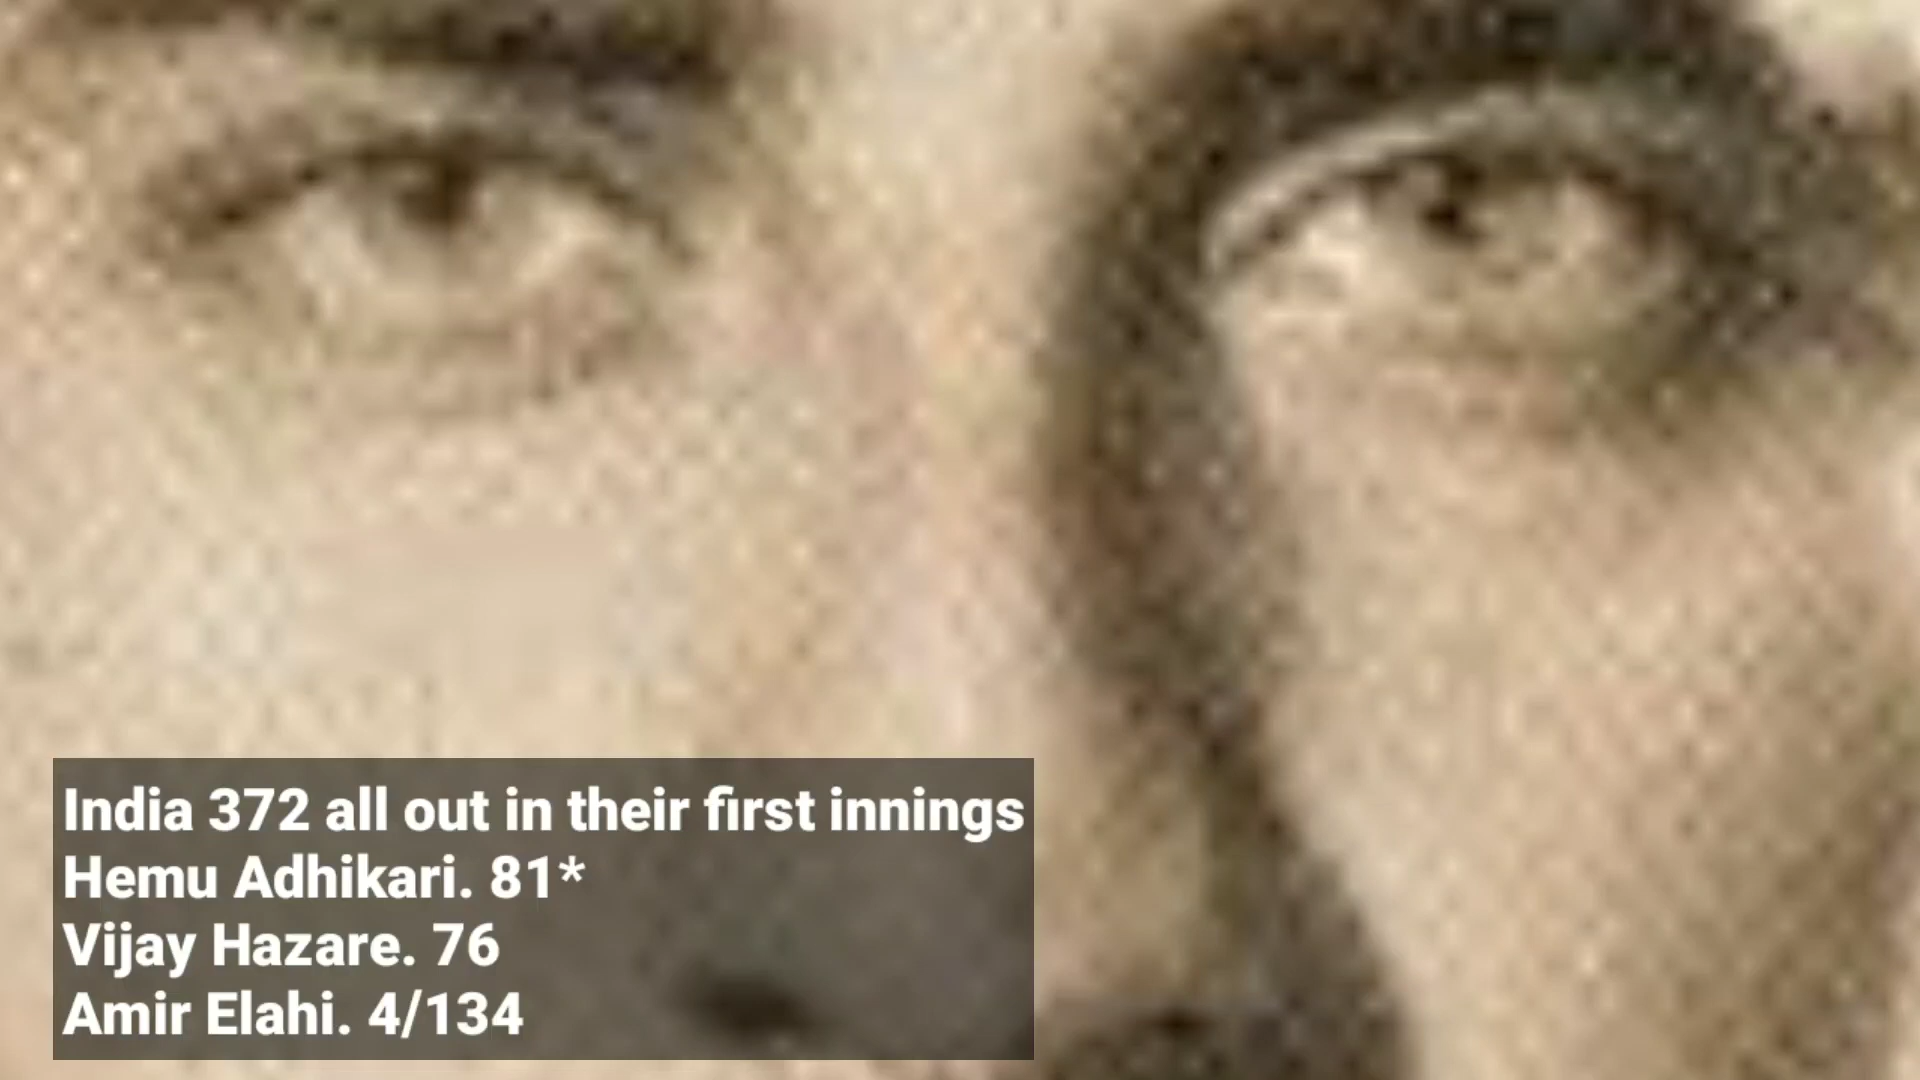 India 372 all out in their first innings
Hemu Adhikari. 81*
Vijay Hazare. 76
Amir Elahi. 4/134